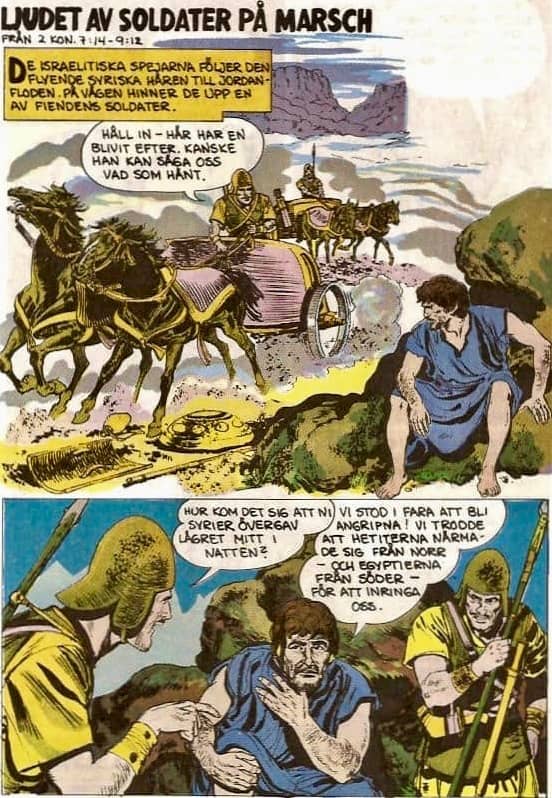 LJUDET AV SOLDATER PÅ MARSCH
FRÅN 2 KON. 7:14-9:12
DE ISRAELITISKA SPEJARNA FÖLJER DEN
FLYENDE SYRISKA HÄREN TILL JORDAN-
FLODEN. PÅ VÄGEN HINNER DE UPP EN
AV FIENDENS SOLDATER.
HÅLL IN - HÄR HAR EN
BLIVIT EFTER. KANSKE
HAN KAN SÄGA OSS
VAD SOM HÄNT.
HUR KOM DET SIG ATT NI
SYRIER ÖVERGAV
LÄGRET MITT I
NATTEN?
VI STOD I FARA ATT BLI
ANGRIPNA! VI TRODDE
ATT HETITERNA NÄRMA-
DE SIG FRÅN NORR
- OCH EGYPTIERNA
FRÅN SÖDER -
FÖR ATT INRINGA
OSS.